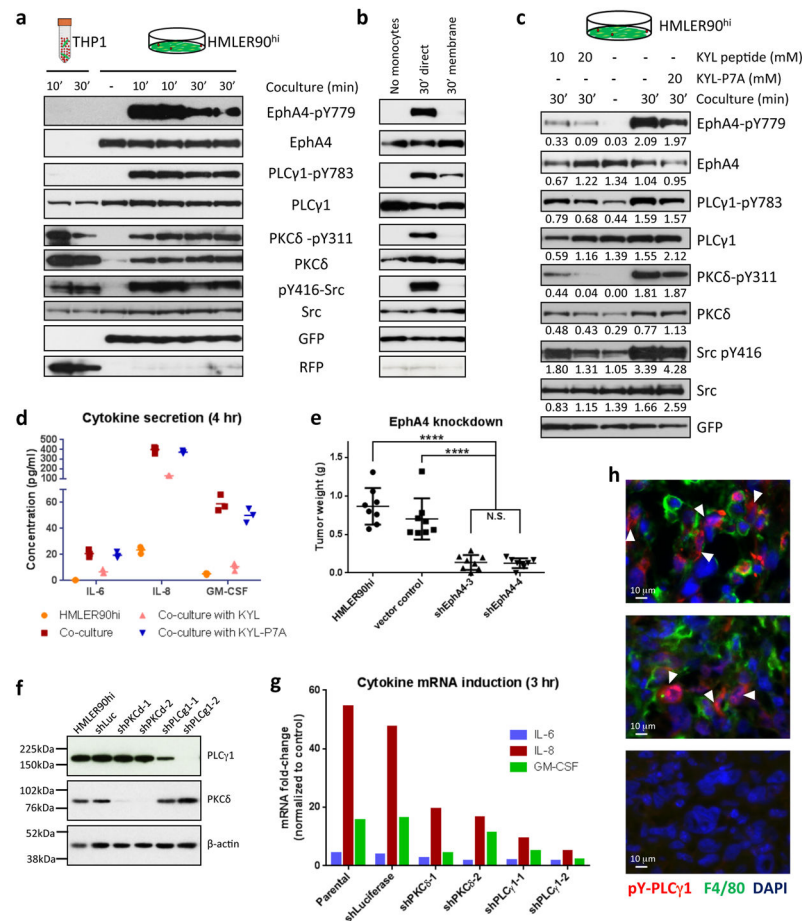 a
THP1
HMLER90hi
10' 30' - 10' 10' 30' 30' Coculture (min)
EphA4-pY779
EphA4
PLCγ1-pY783
PLCγ1
PKCδ -pY311
PKCδ
pY416-Src
Src
GFP
RFP
b
No monocytes
30' direct
30' membrane
c
HMLER90hi
10 20 - - - KYL peptide (mM)
- - - - 20 KYL-P7A (mM)
30' 30' - 30' 30' Coculture (min)
EphA4-pY779
0.33 0.09 0.03 2.09 1.97
EphA4
0.67 1.22 1.34 1.04 0.95
PLCγ1-pY783
0.79 0.68 0.44 1.59 1.57
PLCγ1
0.59 1.16 1.39 1.55 2.12
PKCδ-pY311
0.44 0.04 0.00 1.81 1.87
PKCδ
0.48 0.43 0.29 0.77 1.13
Src pY416
1.80 1.31 1.05 3.39 4.28
Src
0.83 1.15 1.39 1.66 2.59
GFP
d
Cytokine secretion (4 hr)
Concentration (pg/ml)
500
400
300
200
100
60
40
20
0
IL-6 IL-8 GM-CSF
HMLER90hi
Co-culture with KYL
Co-culture
Co-culture with KYL-P7A
e
EphA4 knockdown
****
****
N.S.
Tumor weight (g)
2.0
1.5
1.0
0.5
0.0
HMLER90hi
vector control
shEphA4-3
shEphA4-4
f
HMLER90hi
shLuc
shPKCd-1
shPKCd-2
shPLCg1-1
shPLCg1-2
225kDa
150kDa
PLCγ1
102kDa
76kDa
PKCδ
52kDa
38kDa
β-actin
g
Cytokine mRNA induction (3 hr)
mRNA fold-change
(normalized to control)
60
40
20
0
IL-6
IL-8
GM-CSF
Parental
shLuciferase
shPKCδ-1
shPKCδ-2
shPLCγ1-1
shPLCγ1-2
h
10 μm
10 μm
10 μm
pY-PLCγ1 F4/80 DAPI